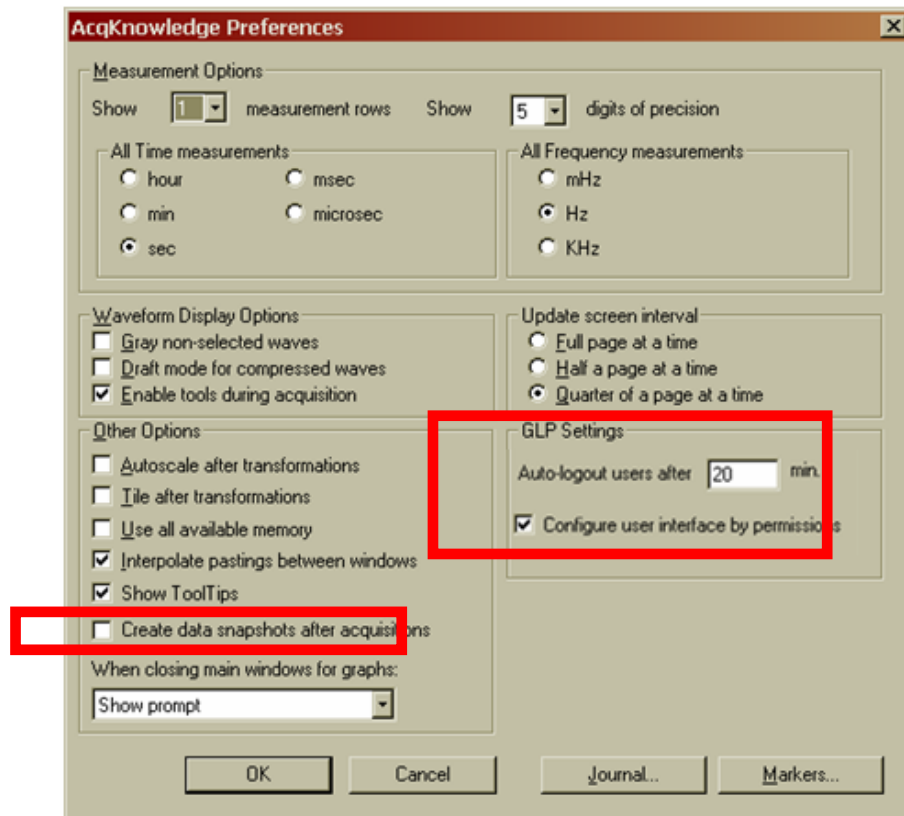 AcqKnowledge Preferences
Measurement Options
Show 1 measurement rows Show 5 digits of precision
All Time measurements
hour msec
min microsec
sec
All Frequency measurements
mHz
Hz
KHz
Waveform Display Options
Gray non-selected waves
Draft mode for compressed waves
Enable tools during acquisition
Update screen interval
Full page at a time
Half a page at a time
Quarter of a page at a time
Other Options
Autoscale after transformations
Tile after transformations
Use all available memory
Interpolate pastings between windows
Show ToolTips
Create data snapshots after acquisitions
When closing main windows for graphs:
Show prompt
GLP Settings
Auto-logout users after 20 min.
Configure user interface by permissions
OK Cancel Journal... Markers...